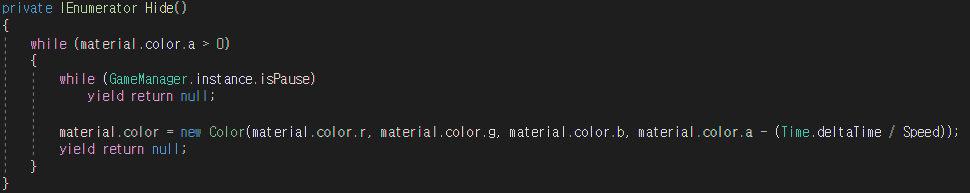 private IEnumerator Hide()
{
while (material.color.a > 0)
{
while (GameManager.instance.isPause)
yield return null;
material.color = new Color(material.color.r, material.color.g, material.color.b, material.color.a - (Time.deltaTime / Speed));
yield return null;
}
}